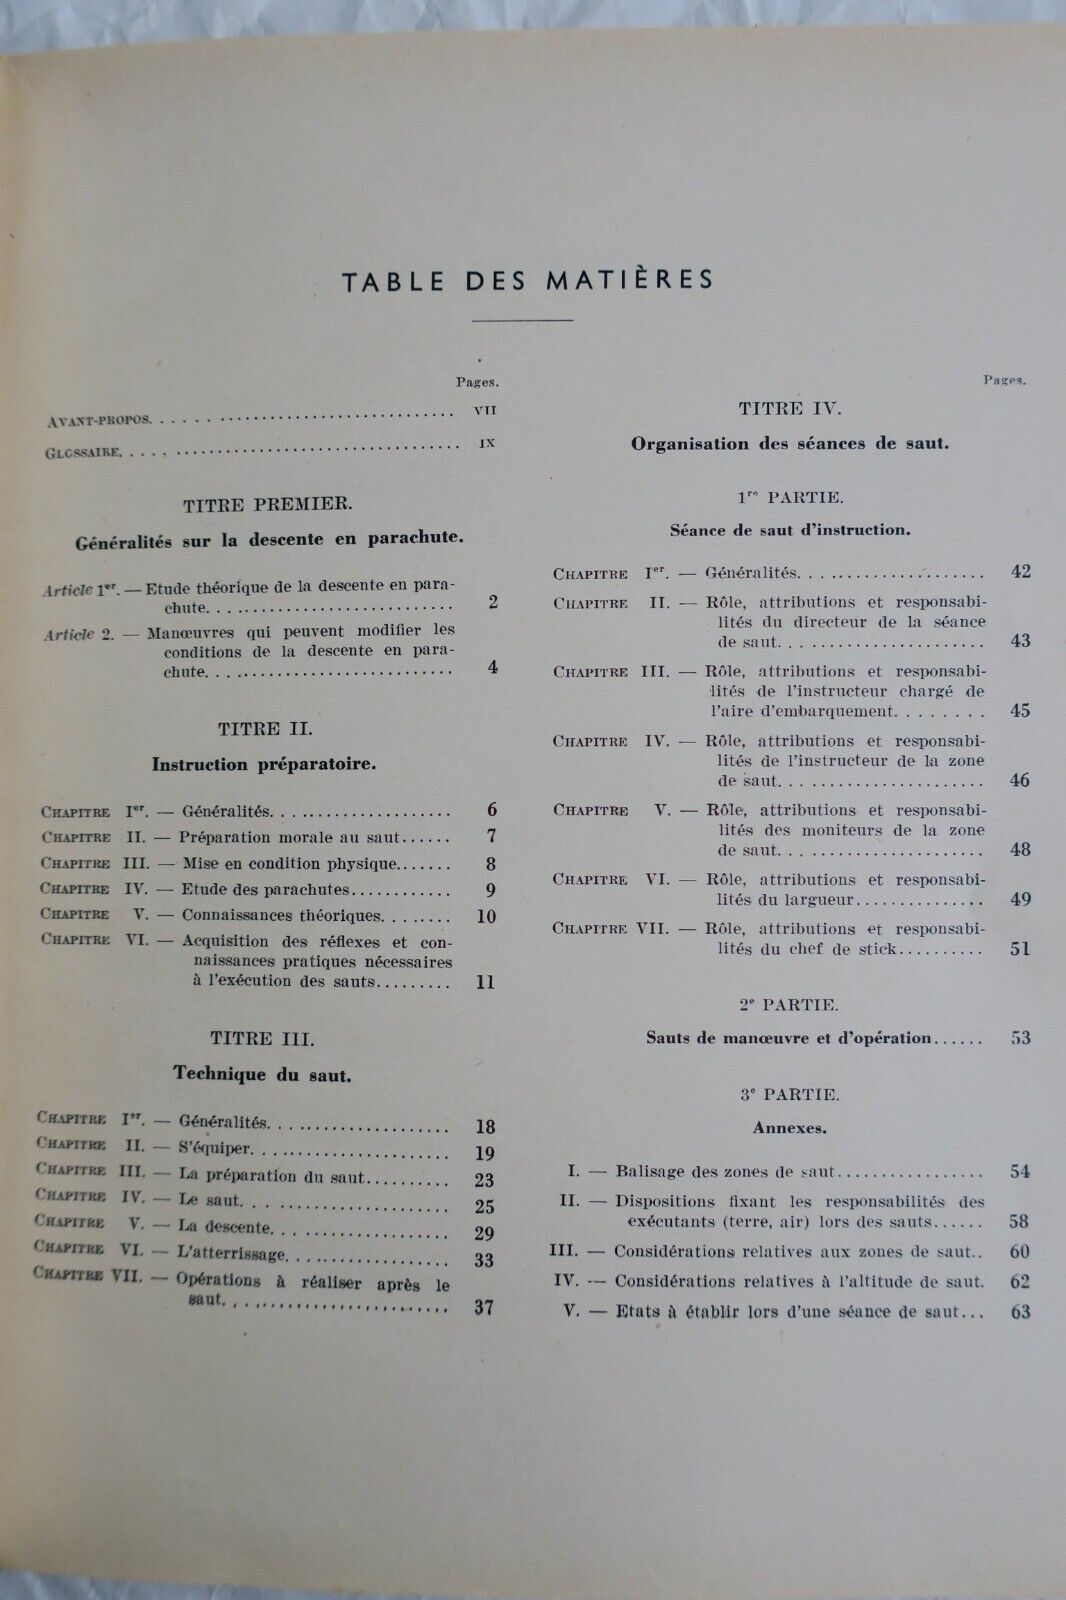 TABLE DES MATIÈRES
Pages.
AVANT-PROPOS. . . . . . . . . . . . . . . . . . . . . . . . . . . . . . VII
GLOSSAIRE. . . . . . . . . . . . . . . . . . . . . . . . . . . . . . . . . IX
TITRE PREMIER.
Généralités sur la descente en parachute.
Article 1er. — Etude théorique de la descente en para-
chute. . . . . . . . . . . . . . . . . . . . . . . . . . . 2
Article 2. — Manœuvres qui peuvent modifier les
conditions de la descente en para-
chute. . . . . . . . . . . . . . . . . . . . . . . . . . . 4
TITRE II.
Instruction préparatoire.
CHAPITRE Ier. — Généralités. . . . . . . . . . . . . . . . . . . 6
CHAPITRE II. — Préparation morale au saut...... 7
CHAPITRE III. — Mise en condition physique....... 8
CHAPITRE IV. — Etude des parachutes............ 9
CHAPITRE V. — Connaissances théoriques. . . . . . . . 10
CHAPITRE VI. — Acquisition des réflexes et con-
naissances pratiques nécessaires
à l'exécution des sauts......... 11
TITRE III.
Technique du saut.
CHAPITRE Ier. — Généralités. . . . . . . . . . . . . . . . . . . 18
CHAPITRE II. — S'équiper. . . . . . . . . . . . . . . . . . . . . 19
CHAPITRE III. — La préparation du saut.......... 23
CHAPITRE IV. — Le saut. . . . . . . . . . . . . . . . . . . . . . 25
CHAPITRE V. — La descente. . . . . . . . . . . . . . . . . . . 29
CHAPITRE VI. — L'atterrissage. . . . . . . . . . . . . . . . . . 33
CHAPITRE VII. — Opérations à réaliser après le
saut. . . . . . . . . . . . . . . . . . . . . . . . . 37
Pages.
TITRE IV.
Organisation des séances de saut.
1re PARTIE.
Séance de saut d'instruction.
CHAPITRE Ier. — Généralités. . . . . . . . . . . . . . . . . . . 42
CHAPITRE II. — Rôle, attributions et responsabi-
lités du directeur de la séance
de saut. . . . . . . . . . . . . . . . . . . . . . 43
CHAPITRE III. — Rôle, attributions et responsabi-
lités de l'instructeur chargé de
l'aire d'embarquement. . . . . . . . 45
CHAPITRE IV. — Rôle, attributions et responsabi-
lités de l'instructeur de la zone
de saut. . . . . . . . . . . . . . . . . . . . . . 46
CHAPITRE V. — Rôle, attributions et responsabi-
lités des moniteurs de la zone
de saut. . . . . . . . . . . . . . . . . . . . . . 48
CHAPITRE VI. — Rôle, attributions et responsabi-
lités du largueur............... 49
CHAPITRE VII. — Rôle, attributions et responsabi-
lités du chef de stick.......... 51
2e PARTIE.
Sauts de manœuvre et d'opération...... 53
3e PARTIE.
Annexes.
I. — Balisage des zones de saut................. 54
II. — Dispositions fixant les responsabilités des
exécutants (terre, air) lors des sauts...... 58
III. — Considérations relatives aux zones de saut.. 60
IV. — Considérations relatives à l'altitude de saut. 62
V. — Etats à établir lors d'une séance de saut... 63